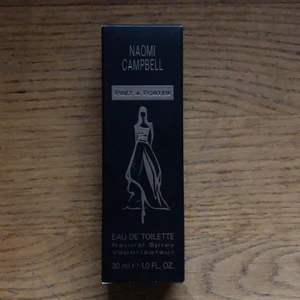 NAOMI
CAMPBELL
PRÊT À PORTER
EAU DE TOILETTE
Natural Spray
Vaporisateur
30 ml e 1.0 FL. OZ.